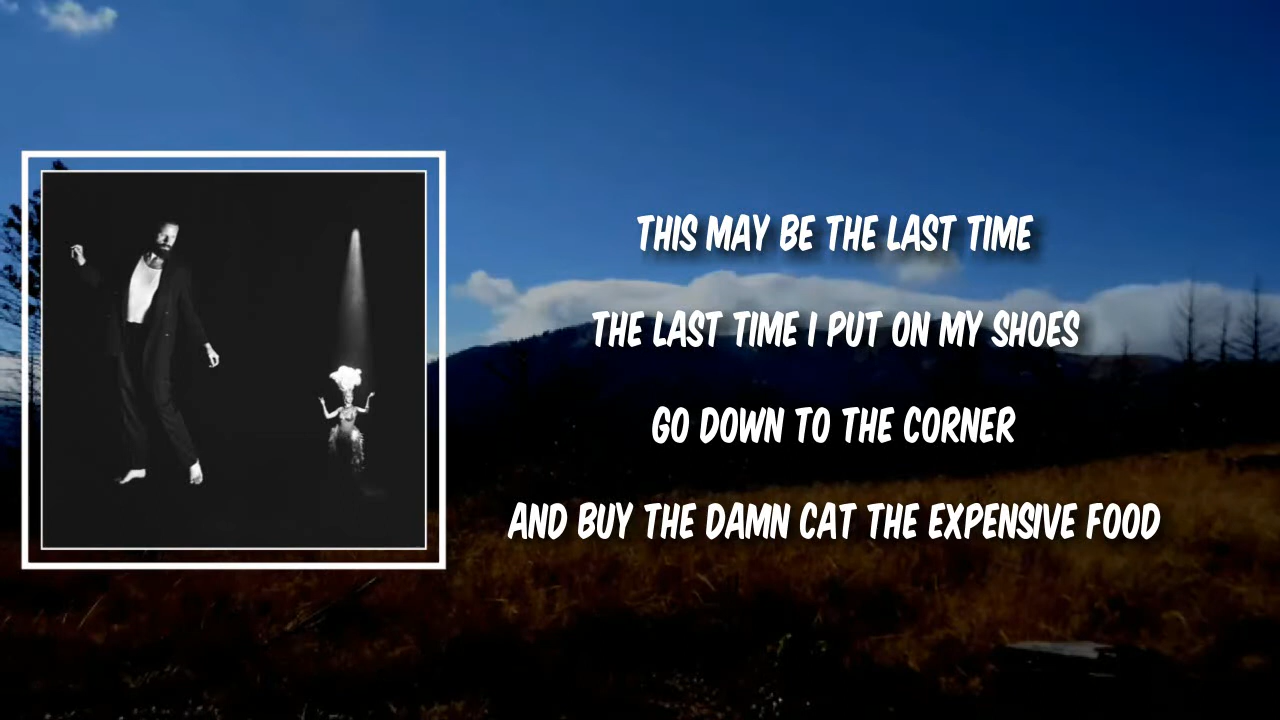 THIS MAY BE THE LAST TIME
THE LAST TIME I PUT ON MY SHOES
GO DOWN TO THE CORNER
AND BUY THE DAMN CAT THE EXPENSIVE FOOD